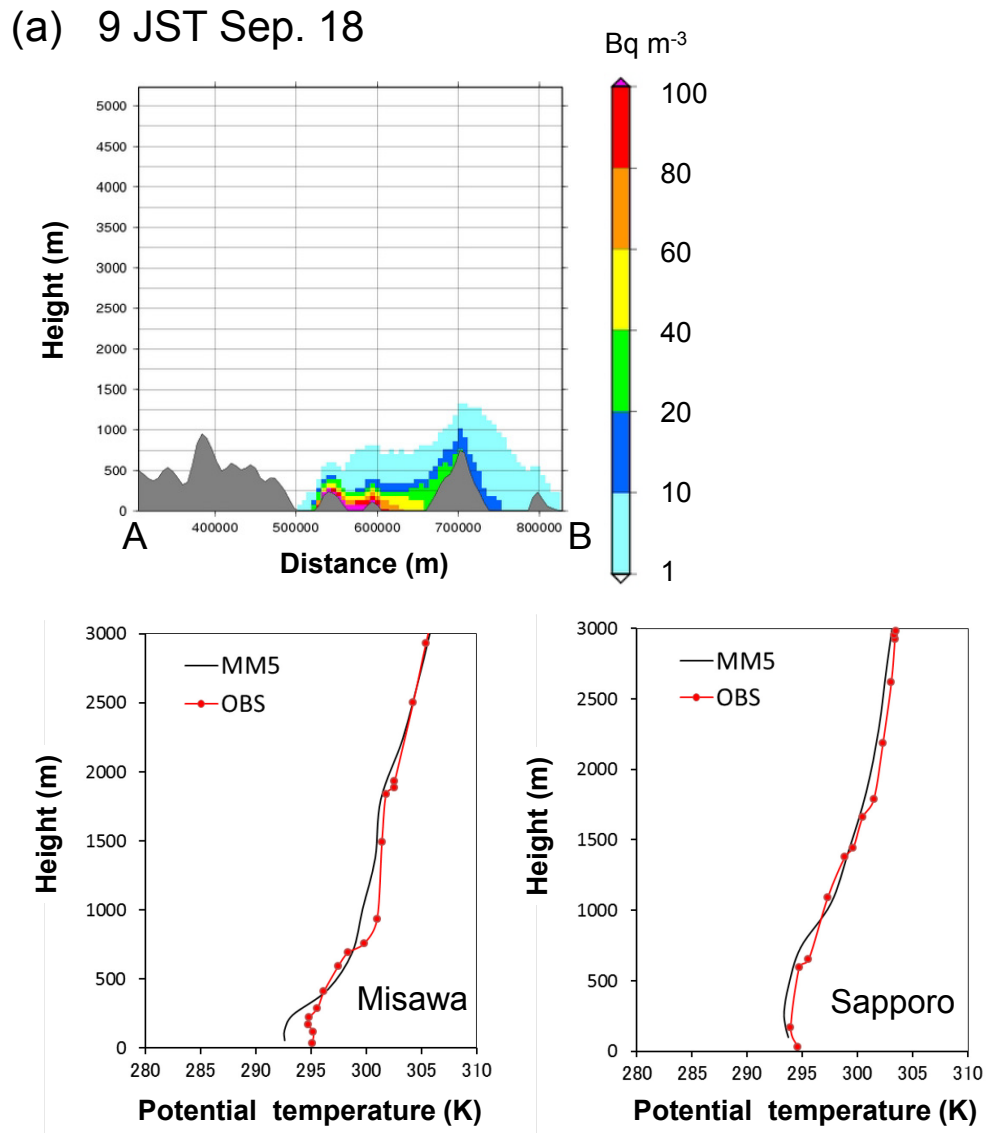 (a) 9 JST Sep. 18
Bq m-3
100
80
60
40
20
10
1
Height (m)
5000
4500
4000
3500
3000
2500
2000
1500
1000
500
0
400000 500000 600000 700000 800000
A B
Distance (m)
Height (m)
3000
2500
2000
1500
1000
500
0
MM5
OBS
Misawa
280 285 290 295 300 305 310
Potential temperature (K)
Height (m)
3000
2500
2000
1500
1000
500
0
MM5
OBS
Sapporo
280 285 290 295 300 305 310
Potential temperature (K)